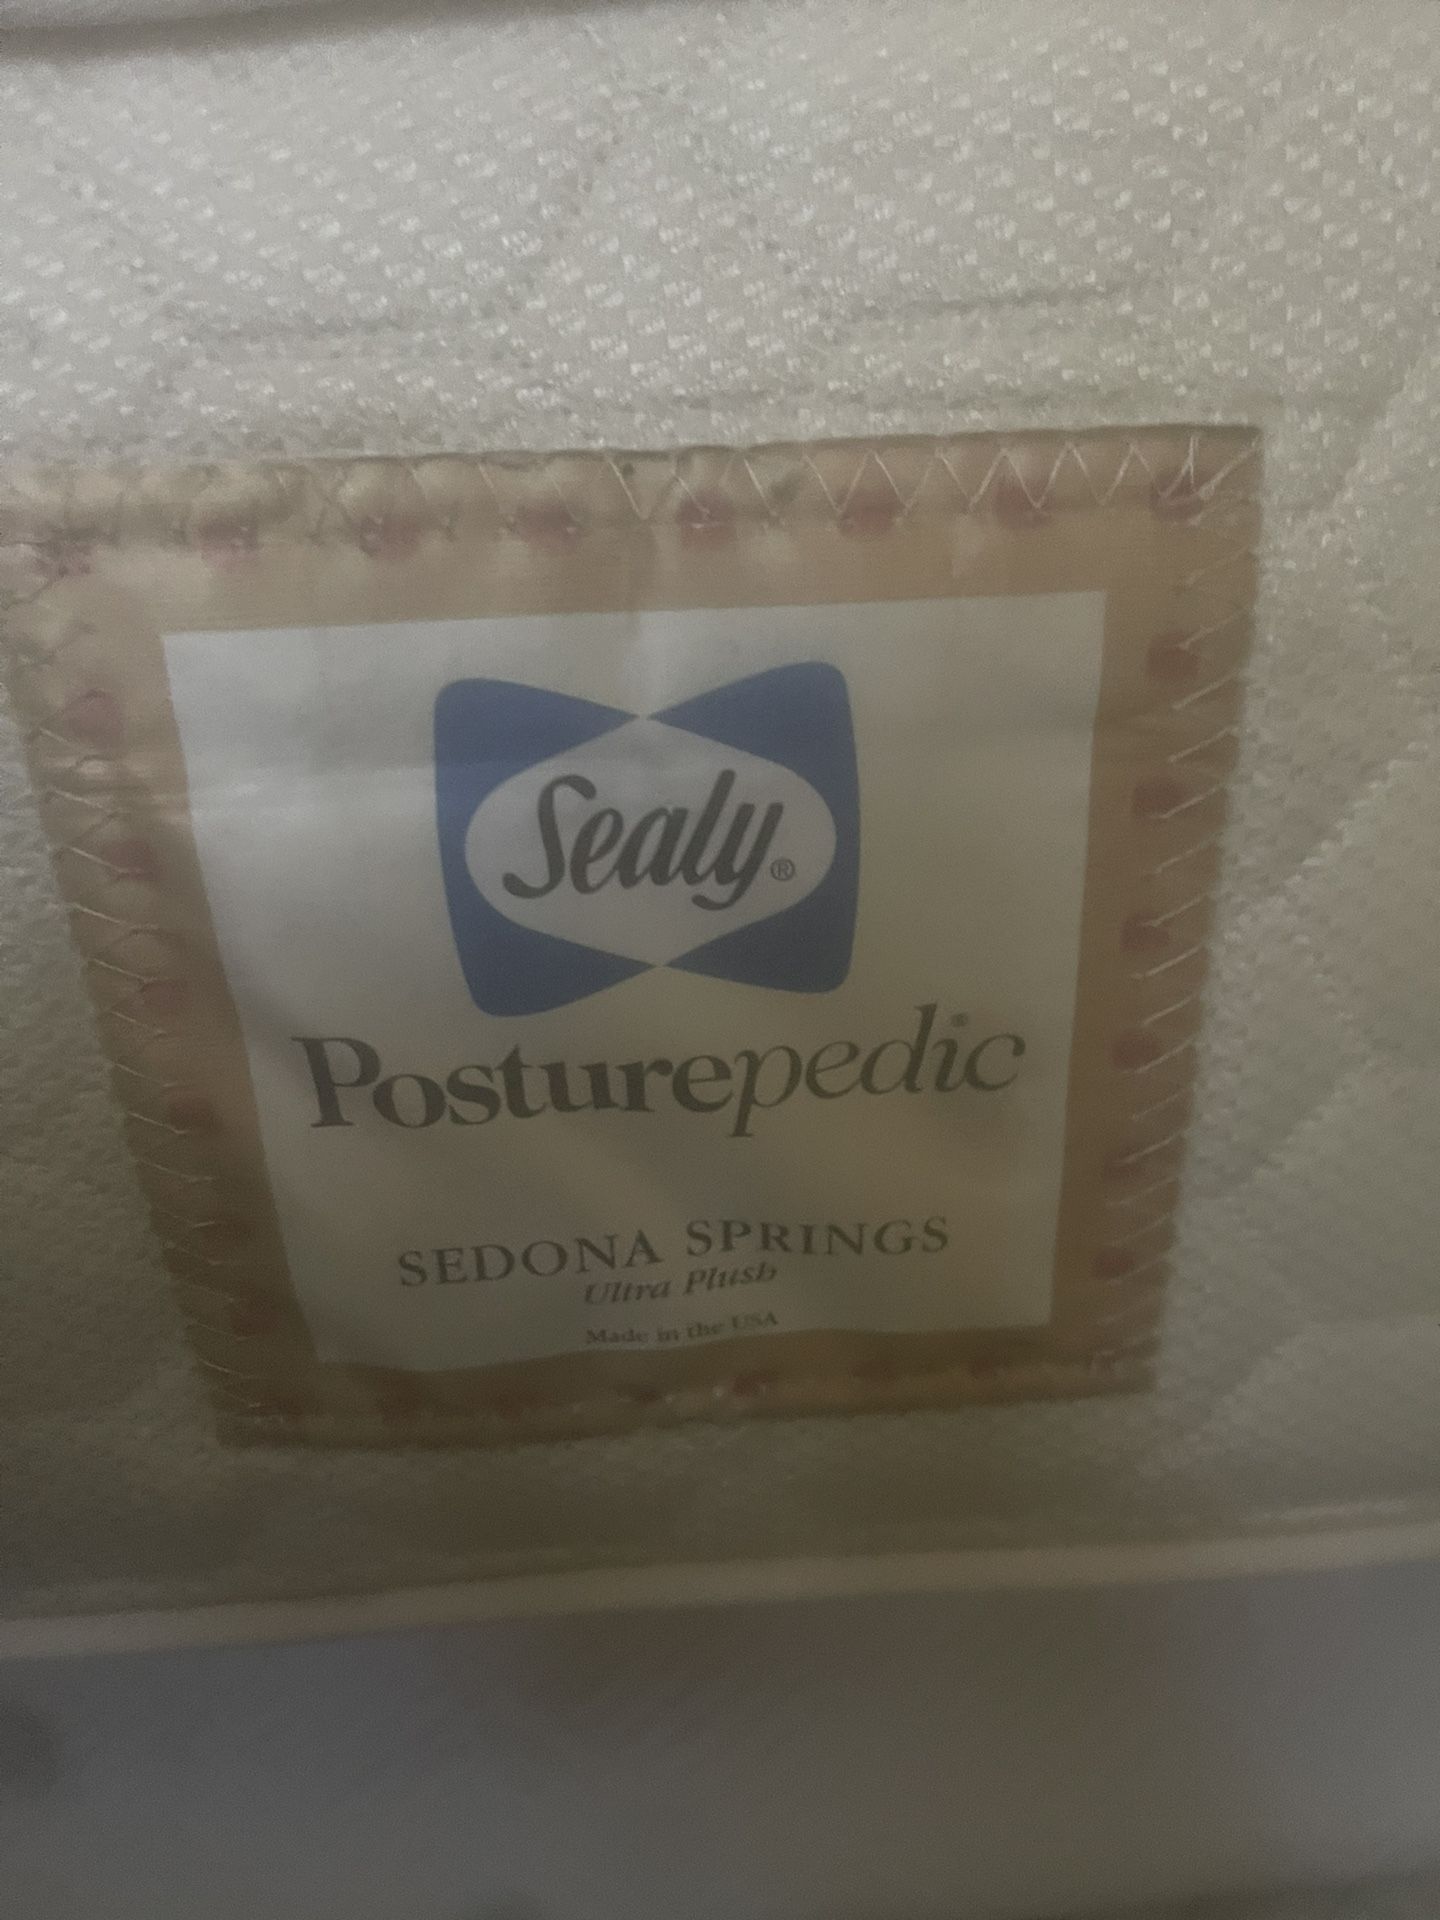 Sealy®
Posturepedic®
SEDONA SPRINGS
Ultra Plush
Made in the USA